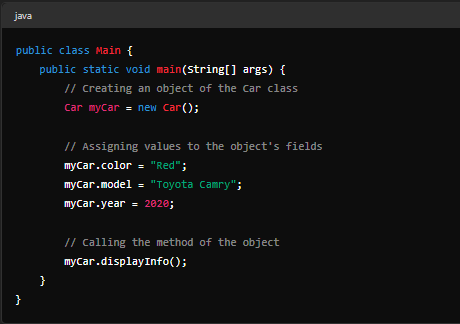 java
public class Main {
    public static void main(String[] args) {
        // Creating an object of the Car class
        Car myCar = new Car();

        // Assigning values to the object's fields
        myCar.color = "Red";
        myCar.model = "Toyota Camry";
        myCar.year = 2020;

        // Calling the method of the object
        myCar.displayInfo();
    }
}